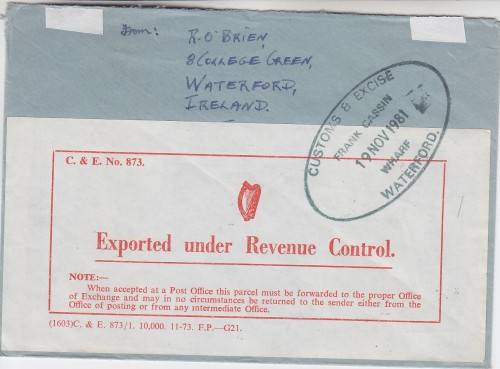 From:
R. O'BRIEN,
8 COLLEGE GREEN,
WATERFORD,
IRELAND.
CUSTOMS & EXCISE
FRANK CASSIN
19 NOV 1981
WHARF
WATERFORD.
C. & E. No. 873.
Exported under Revenue Control.
NOTE:—
When accepted at a Post Office this parcel must be forwarded to the proper Office
of Exchange and may in no circumstances be returned to the sender either from the
Office of posting or from any intermediate Office.
(1603)C. & E. 873/1. 10,000. 11-73. F.P.—G21.